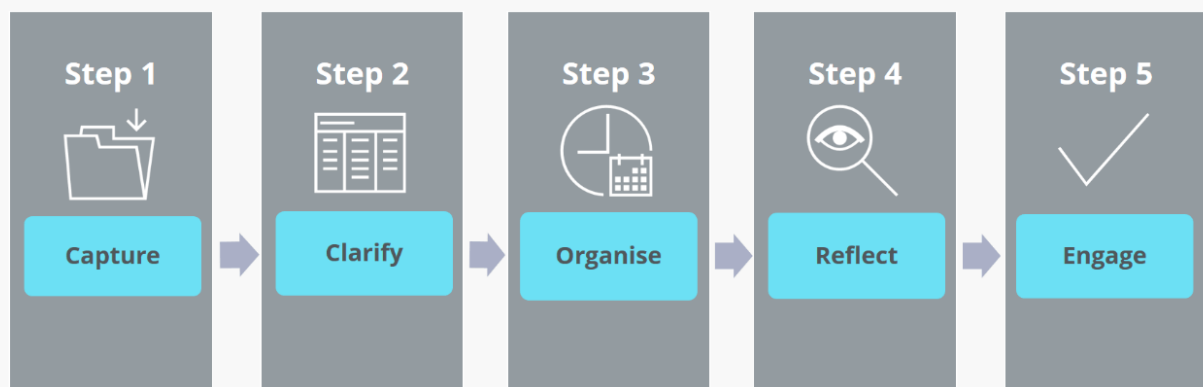 Step 1
Capture
Step 2
Clarify
Step 3
Organise
Step 4
Reflect
Step 5
Engage